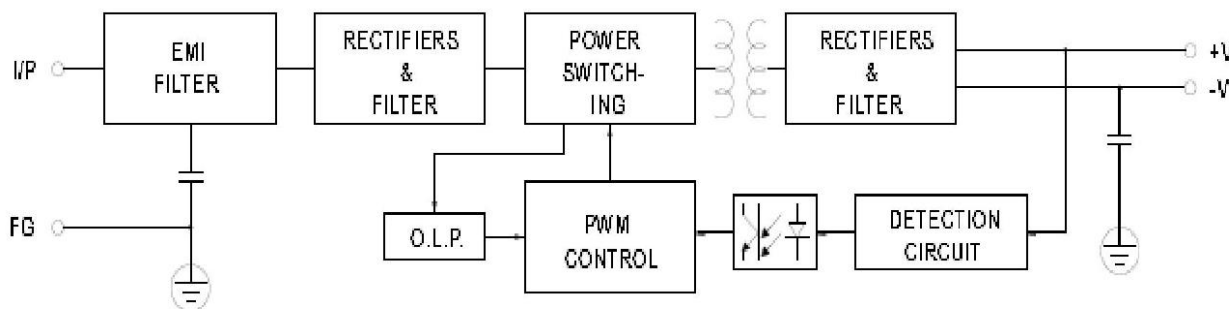 EMI
FILTER
RECTIFIERS
&
FILTER
POWER
SWITCH-
ING
RECTIFIERS
&
FILTER
I/P
+V
-V
FG
O.L.P.
PWM
CONTROL
DETECTION
CIRCUIT